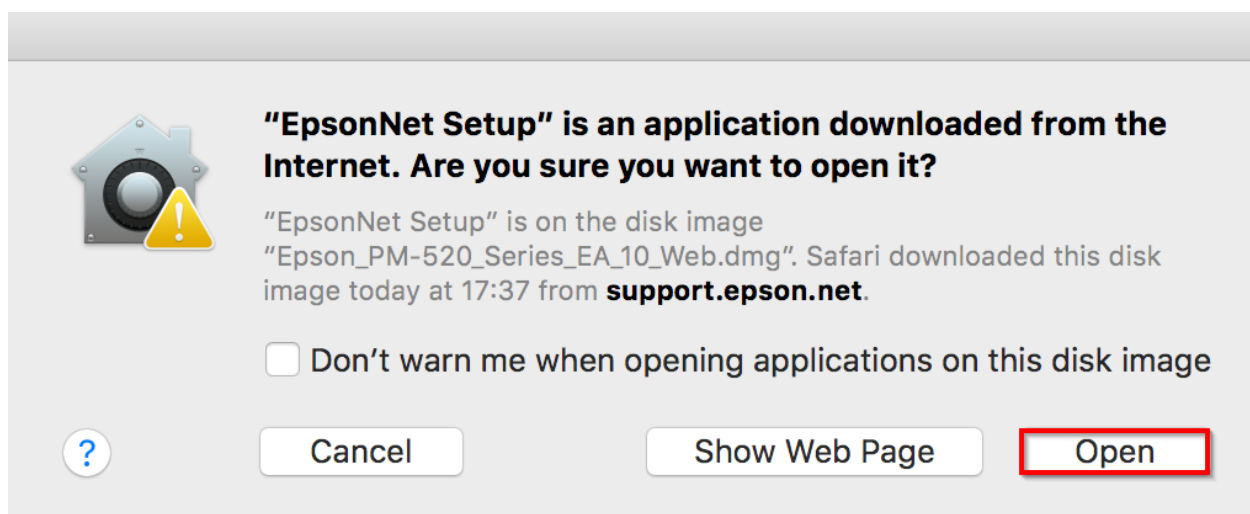 “EpsonNet Setup” is an application downloaded from the
Internet. Are you sure you want to open it?
“EpsonNet Setup” is on the disk image
“Epson_PM-520_Series_EA_10_Web.dmg”. Safari downloaded this disk
image today at 17:37 from support.epson.net.
Don’t warn me when opening applications on this disk image
? Cancel Show Web Page Open